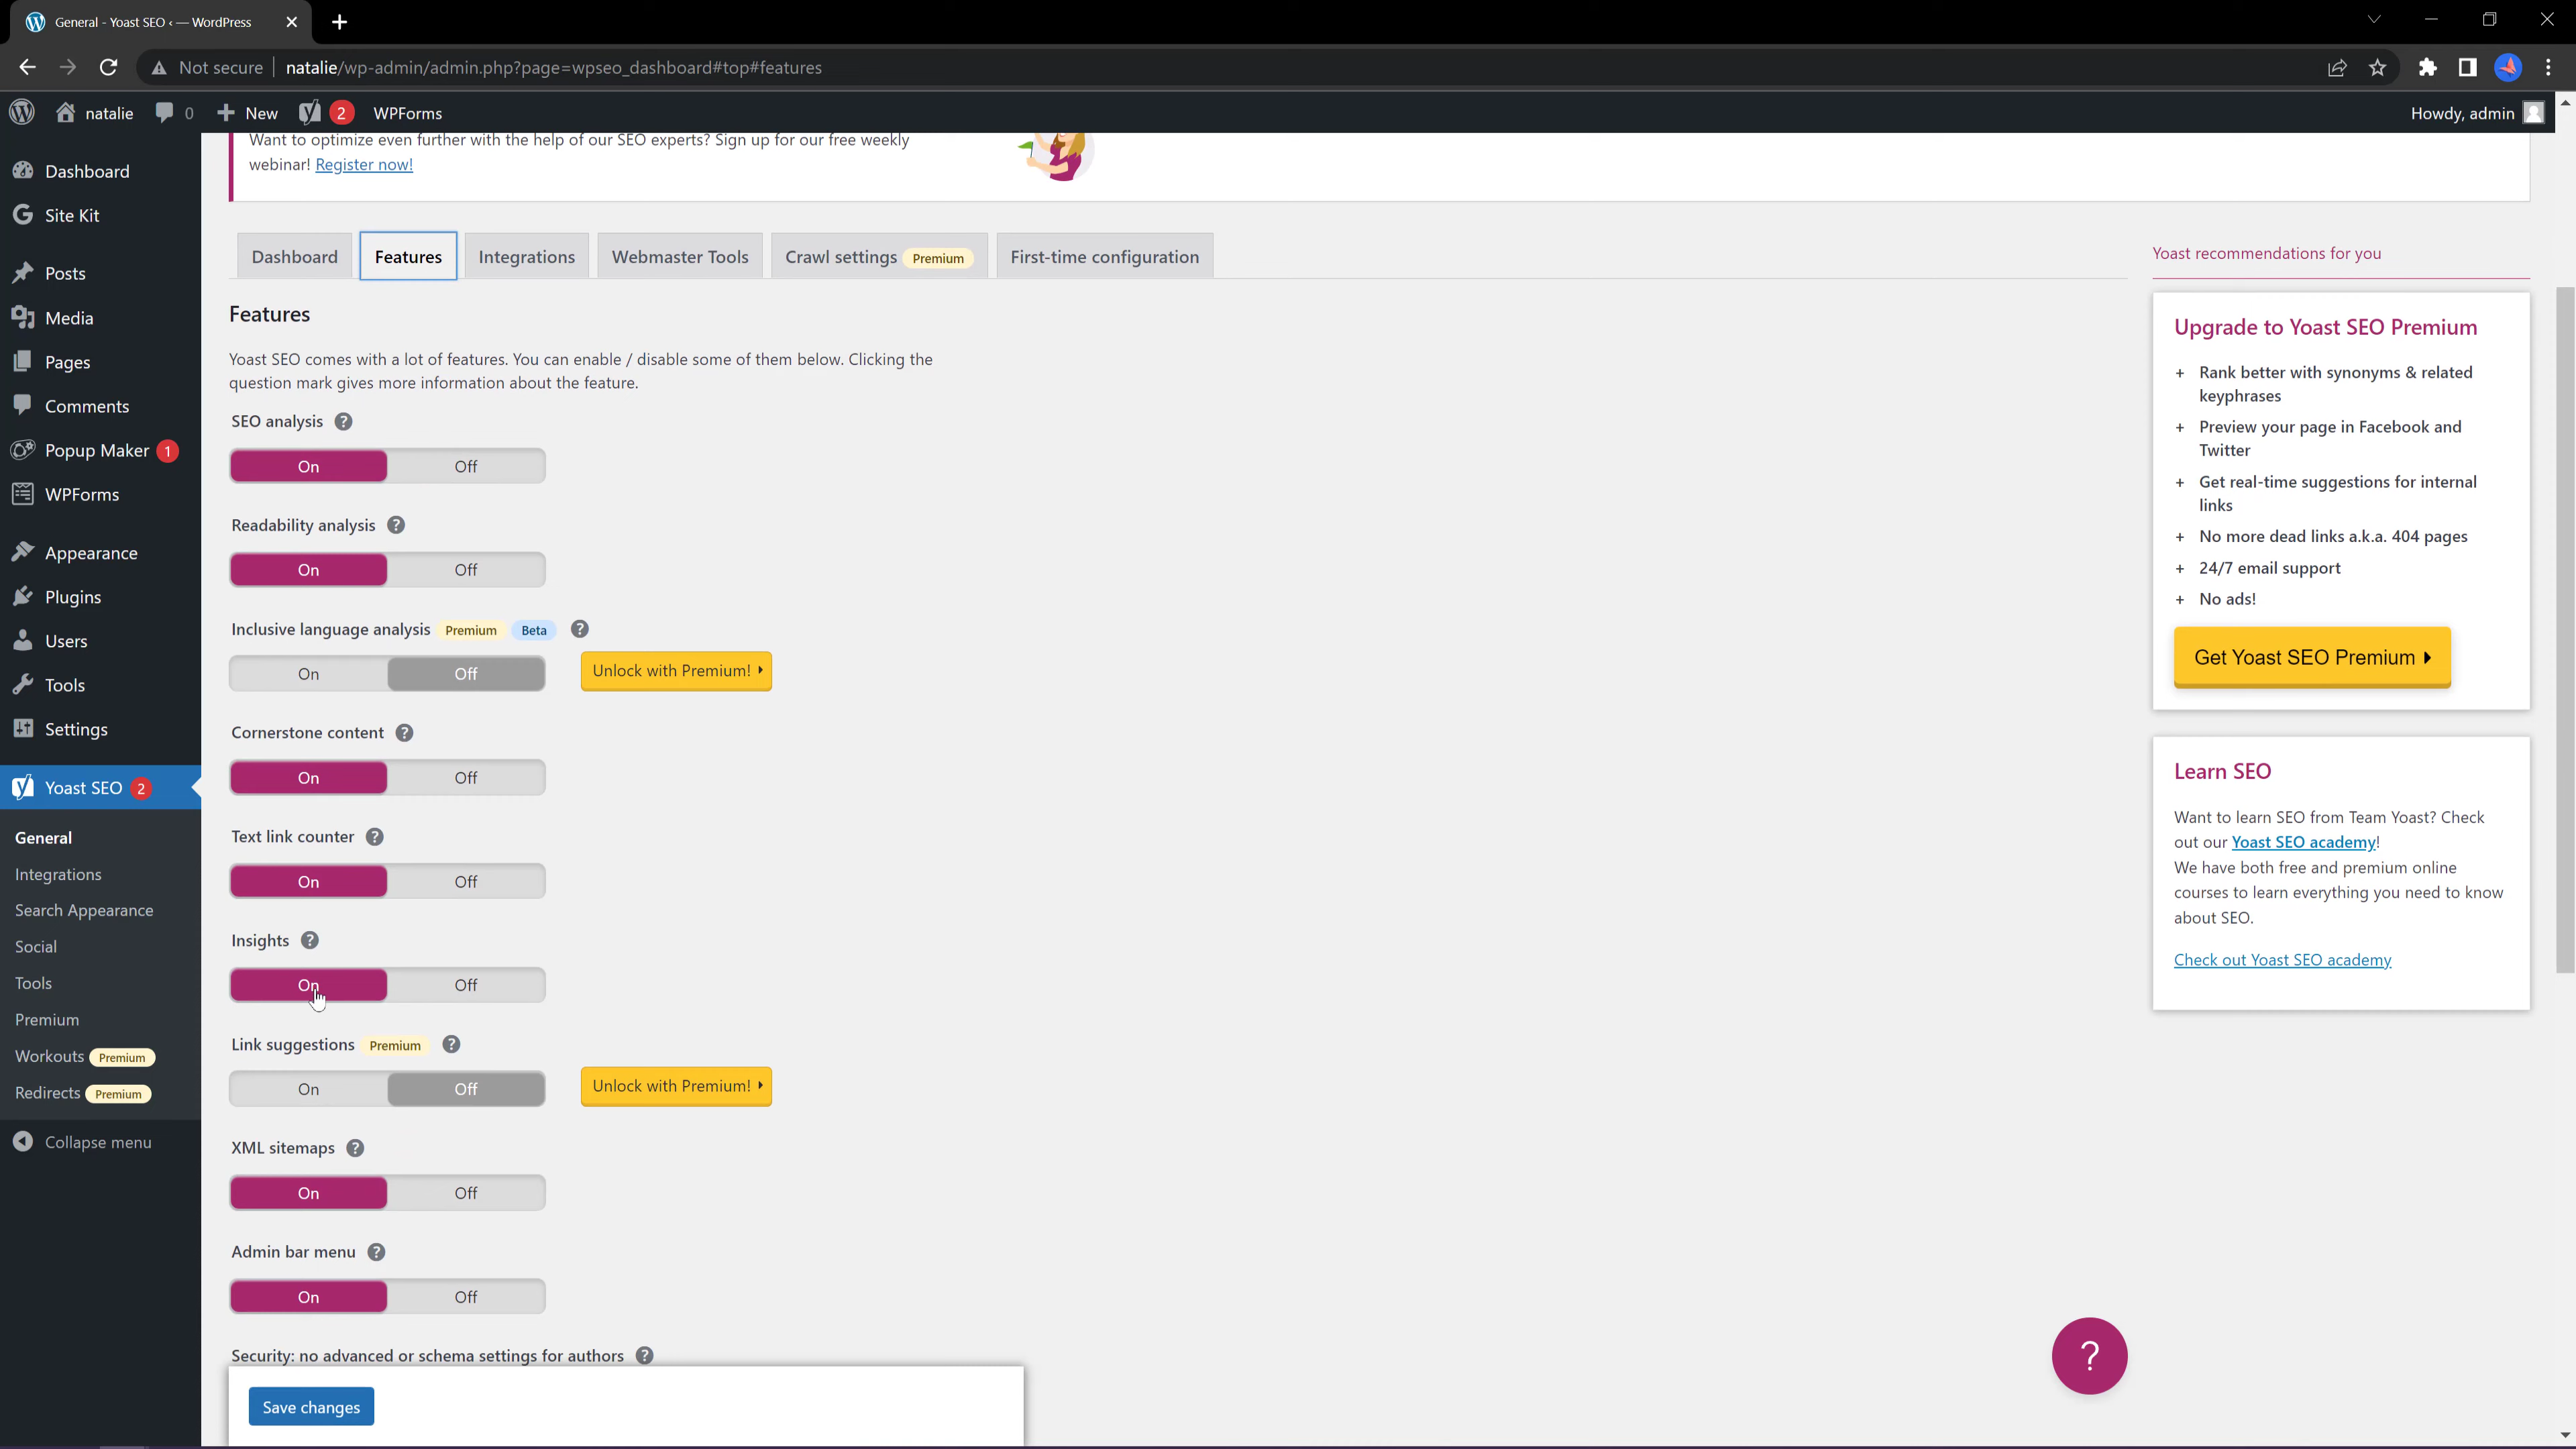 General - Yoast SEO ‹ — WordPress
Not secure
natalie/wp-admin/admin.php?page=wpseo_dashboard#top#features
natalie
0
New
2
WPForms
Howdy, admin
Want to optimize even further with the help of our SEO experts? Sign up for our free weekly
webinar! Register now!
Dashboard
Site Kit
Posts
Media
Pages
Comments
Popup Maker 1
WPForms
Appearance
Plugins
Users
Tools
Settings
Yoast SEO 2
General
Integrations
Search Appearance
Social
Tools
Premium
Workouts Premium
Redirects Premium
Collapse menu
Dashboard
Features
Integrations
Webmaster Tools
Crawl settings Premium
First-time configuration
Features
Yoast SEO comes with a lot of features. You can enable / disable some of them below. Clicking the
question mark gives more information about the feature.
SEO analysis ?
On Off
Readability analysis ?
On Off
Inclusive language analysis Premium Beta ?
On Off Unlock with Premium!
Cornerstone content ?
On Off
Text link counter ?
On Off
Insights ?
On Off
Link suggestions Premium ?
On Off Unlock with Premium!
XML sitemaps ?
On Off
Admin bar menu ?
On Off
Security: no advanced or schema settings for authors ?
Save changes
Yoast recommendations for you
Upgrade to Yoast SEO Premium
+ Rank better with synonyms & related
keyphrases
+ Preview your page in Facebook and
Twitter
+ Get real-time suggestions for internal
links
+ No more dead links a.k.a. 404 pages
+ 24/7 email support
+ No ads!
Get Yoast SEO Premium
Learn SEO
Want to learn SEO from Team Yoast? Check
out our Yoast SEO academy!
We have both free and premium online
courses to learn everything you need to know
about SEO.
Check out Yoast SEO academy
?